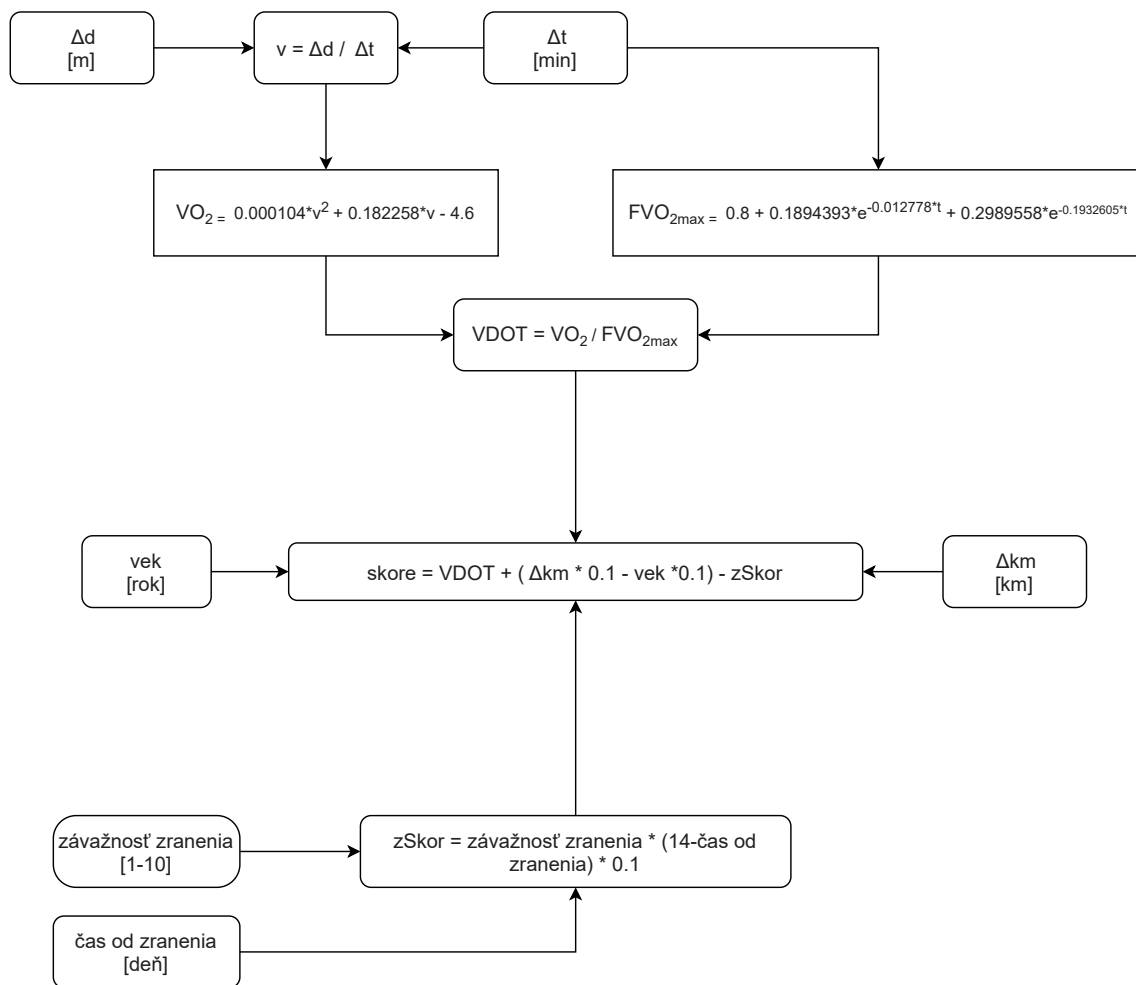 Δd
[m]
v = Δd / Δt
Δt
[min]
VO₂ = 0.000104*v² + 0.182258*v - 4.6
FVO₂max = 0.8 + 0.1894393*e^-0.012778*t + 0.2989558*e^-0.1932605*t
VDOT = VO₂ / FVO₂max
vek
[rok]
skore = VDOT + ( Δkm * 0.1 - vek *0.1) - zSkor
Δkm
[km]
závažnosť zranenia
[1-10]
zSkor = závažnosť zranenia * (14-čas od
zranenia) * 0.1
čas od zranenia
[deň]